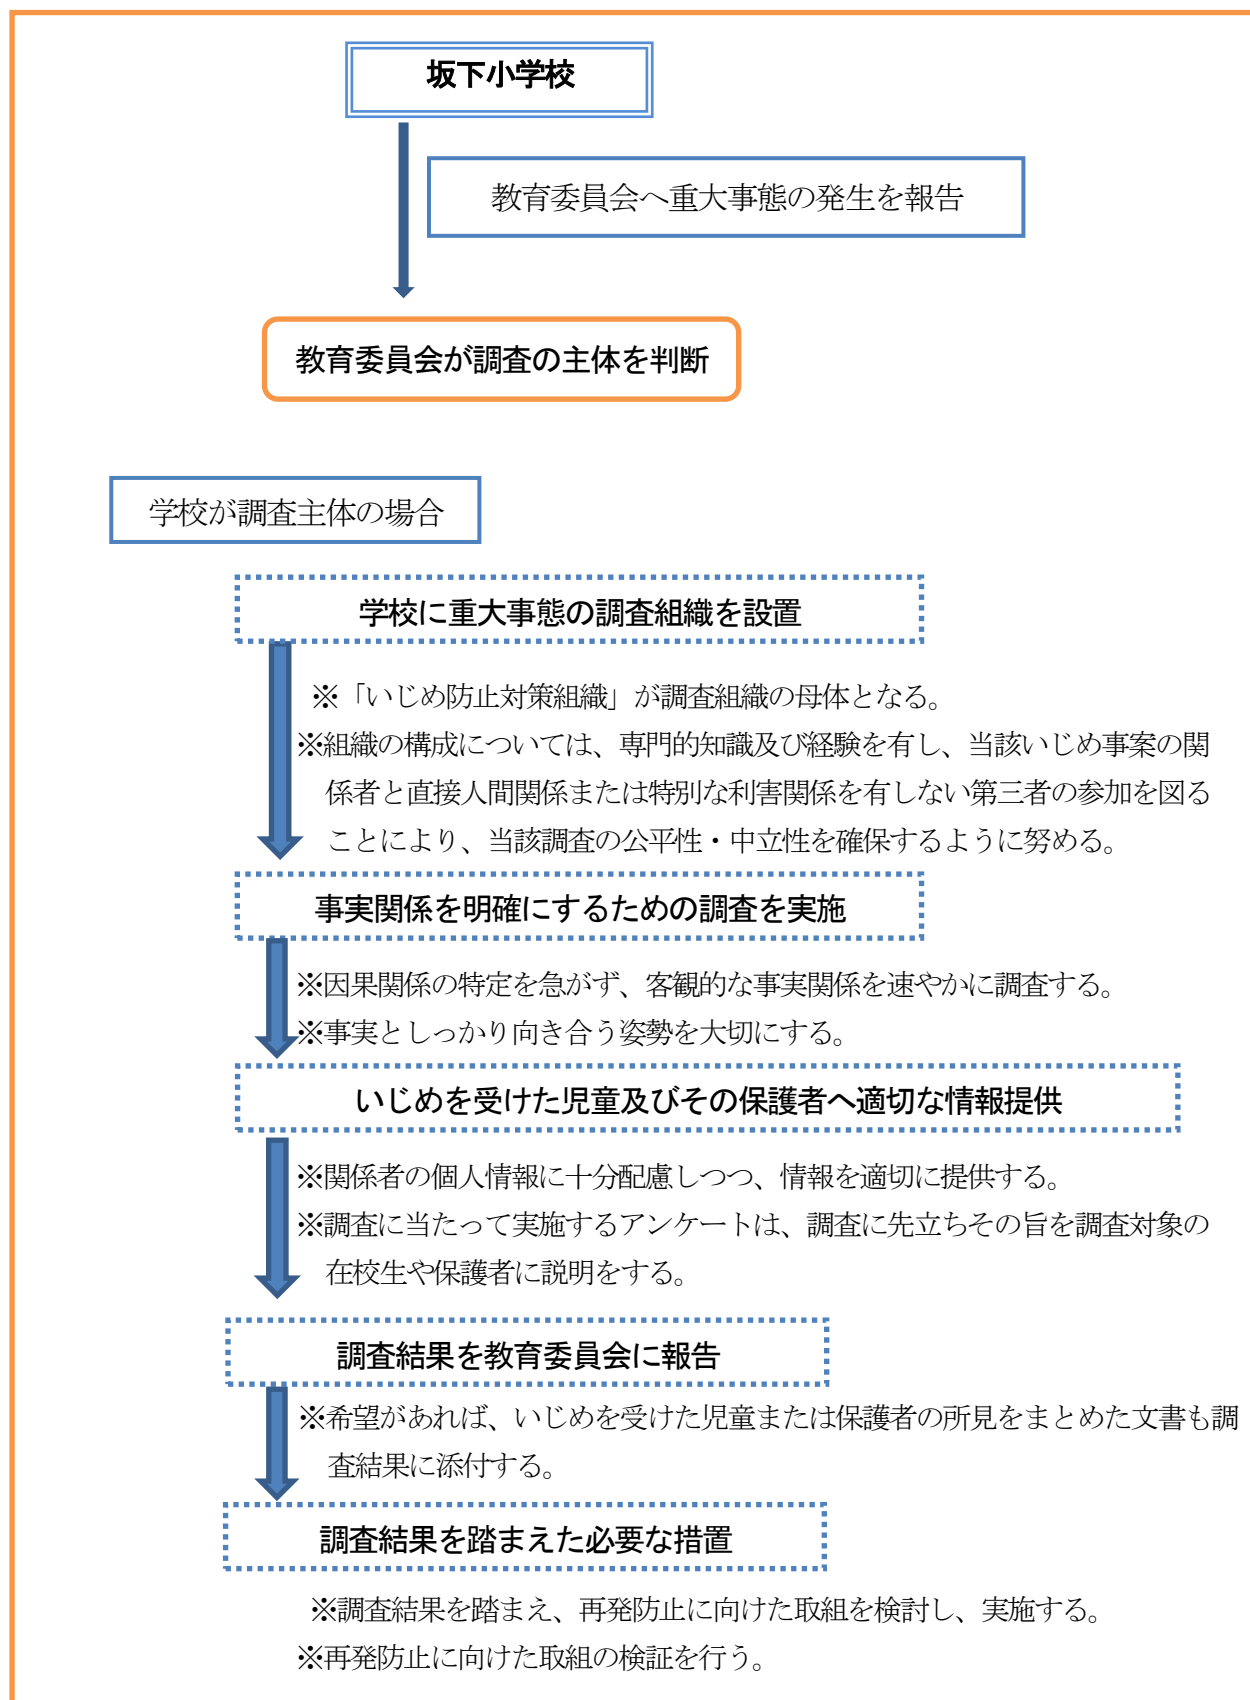 坂下小学校
教育委員会へ重大事態の発生を報告
教育委員会が調査の主体を判断
学校が調査主体の場合
学校に重大事態の調査組織を設置
※「いじめ防止対策組織」が調査組織の母体となる。
※組織の構成については、専門的知識及び経験を有し、当該いじめ事案の関
係者と直接人間関係または特別な利害関係を有しない第三者の参加を図る
ことにより、当該調査の公平性・中立性を確保するように努める。
事実関係を明確にするための調査を実施
※因果関係の特定を急がず、客観的な事実関係を速やかに調査する。
※事実としっかり向き合う姿勢を大切にする。
いじめを受けた児童及びその保護者へ適切な情報提供
※関係者の個人情報に十分配慮しつつ、情報を適切に提供する。
※調査に当たって実施するアンケートは、調査に先立ちその旨を調査対象の
在校生や保護者に説明をする。
調査結果を教育委員会に報告
※希望があれば、いじめを受けた児童または保護者の所見をまとめた文書も調
査結果に添付する。
調査結果を踏まえた必要な措置
※調査結果を踏まえ、再発防止に向けた取組を検討し、実施する。
※再発防止に向けた取組の検証を行う。